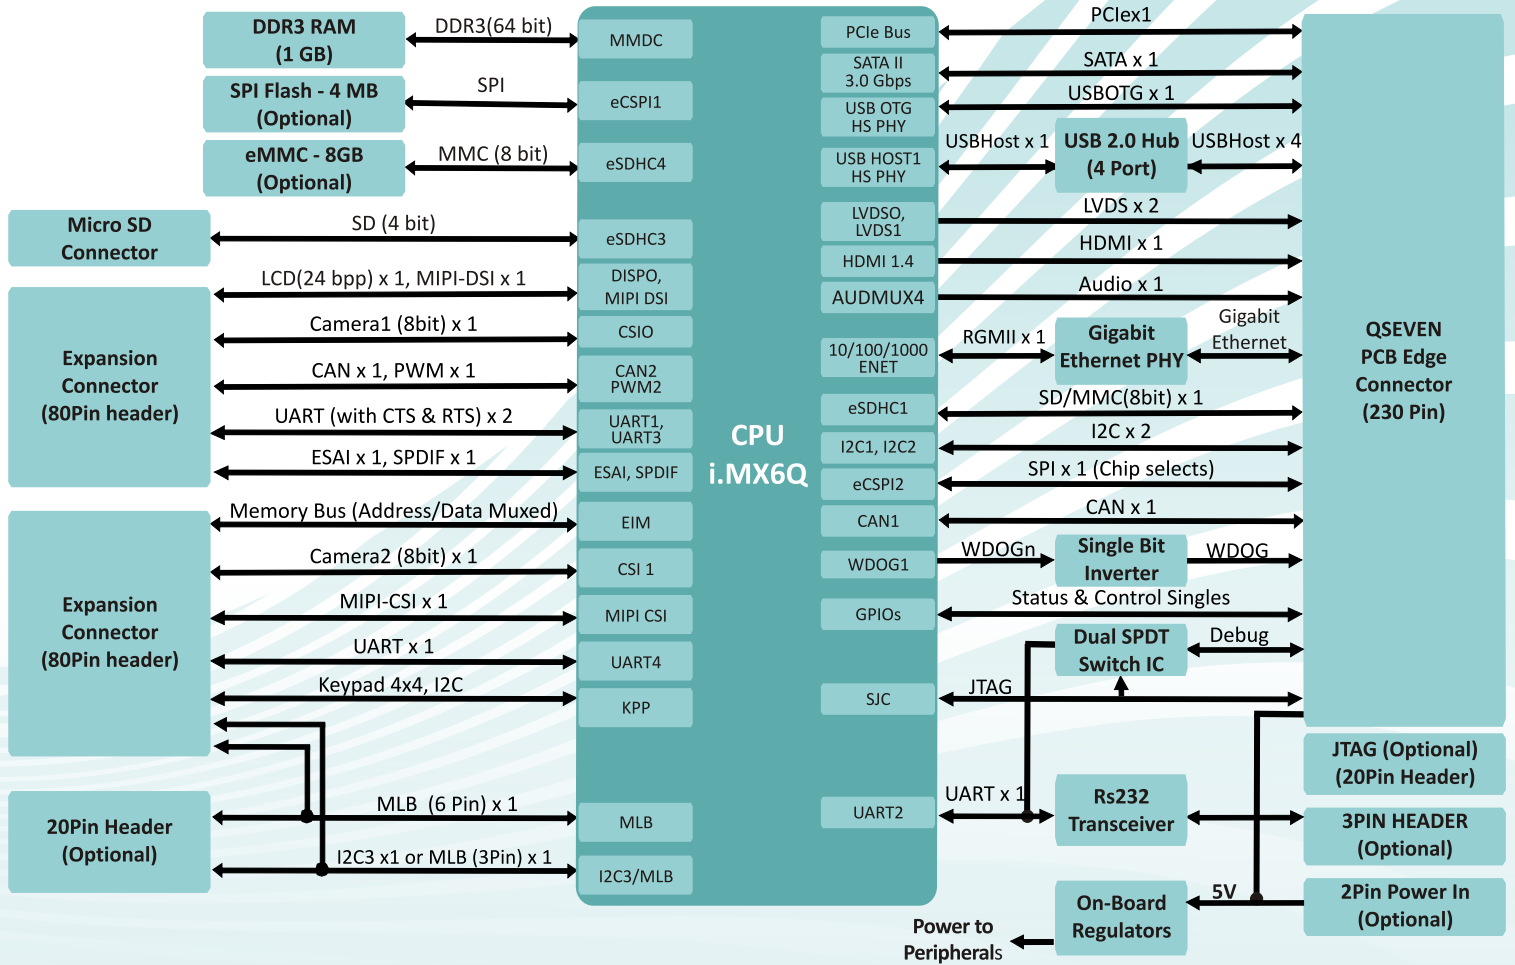 DDR3 RAM
(1 GB)
DDR3(64 bit)
MMDC
SPI Flash - 4 MB
(Optional)
SPI
eCSPI1
eMMC - 8GB
(Optional)
MMC (8 bit)
eSDHC4
Micro SD
Connector
SD (4 bit)
eSDHC3
Expansion
Connector
(80Pin header)
LCD(24 bpp) x 1, MIPI-DSI x 1
DISPO,
MIPI DSI
Camera1 (8bit) x 1
CSIO
CAN x 1, PWM x 1
CAN2
PWM2
UART (with CTS & RTS) x 2
UART1,
UART3
ESAI x 1, SPDIF x 1
ESAI, SPDIF
Expansion
Connector
(80Pin header)
Memory Bus (Address/Data Muxed)
EIM
Camera2 (8bit) x 1
CSI 1
MIPI-CSI x 1
MIPI CSI
UART x 1
UART4
Keypad 4x4, I2C
KPP
20Pin Header
(Optional)
MLB (6 Pin) x 1
MLB
I2C3 x1 or MLB (3Pin) x 1
I2C3/MLB
CPU
i.MX6Q
PCIe Bus
PCIex1
SATA II
3.0 Gbps
SATA x 1
USB OTG
HS PHY
USBOTG x 1
USB HOST1
HS PHY
USBHost x 1
USB 2.0 Hub
(4 Port)
USBHost x 4
LVDSO,
LVDS1
LVDS x 2
HDMI 1.4
HDMI x 1
AUDMUX4
Audio x 1
10/100/1000
ENET
RGMII x 1
Gigabit
Ethernet PHY
Gigabit
Ethernet
eSDHC1
SD/MMC(8bit) x 1
I2C1, I2C2
I2C x 2
eCSPI2
SPI x 1 (Chip selects)
CAN1
CAN x 1
WDOG1
WDOGn
Single Bit
Inverter
WDOG
GPIOs
Status & Control Singles
Dual SPDT
Switch IC
Debug
SJC
JTAG
UART2
UART x 1
Rs232
Transceiver
On-Board
Regulators
5V
Power to
Peripherals
QSEVEN
PCB Edge
Connector
(230 Pin)
JTAG (Optional)
(20Pin Header)
3PIN HEADER
(Optional)
2Pin Power In
(Optional)